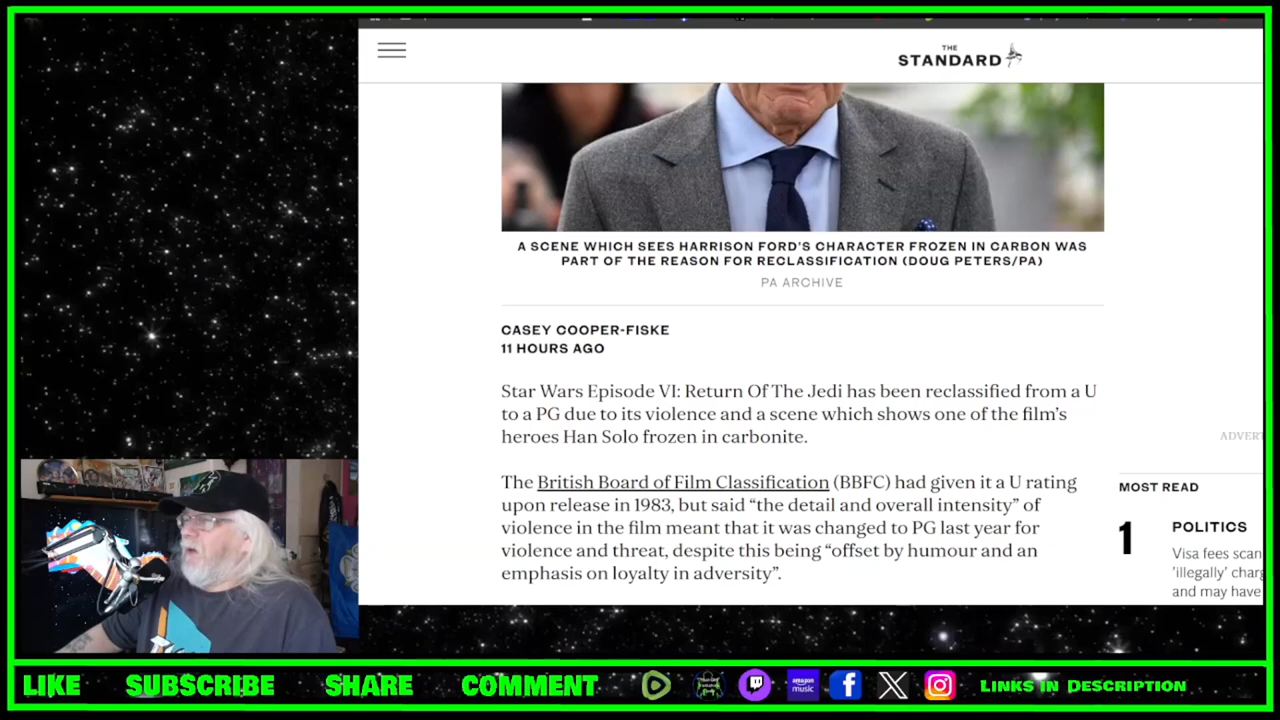 THE
STANDARD
A SCENE WHICH SEES HARRISON FORD'S CHARACTER FROZEN IN CARBON WAS
PART OF THE REASON FOR RECLASSIFICATION (DOUG PETERS/PA)
PA ARCHIVE
CASEY COOPER-FISKE
11 HOURS AGO
Star Wars Episode VI: Return Of The Jedi has been reclassified from a U
to a PG due to its violence and a scene which shows one of the film's
heroes Han Solo frozen in carbonite.
The British Board of Film Classification (BBFC) had given it a U rating
upon release in 1983, but said “the detail and overall intensity” of
violence in the film meant that it was changed to PG last year for
violence and threat, despite this being “offset by humour and an
emphasis on loyalty in adversity”.
ADVERT
MOST READ
1
POLITICS
Visa fees scan
'illegally' charg
and may have
LIKE SUBSCRIBE SHARE COMMENT amazon music Links in Description